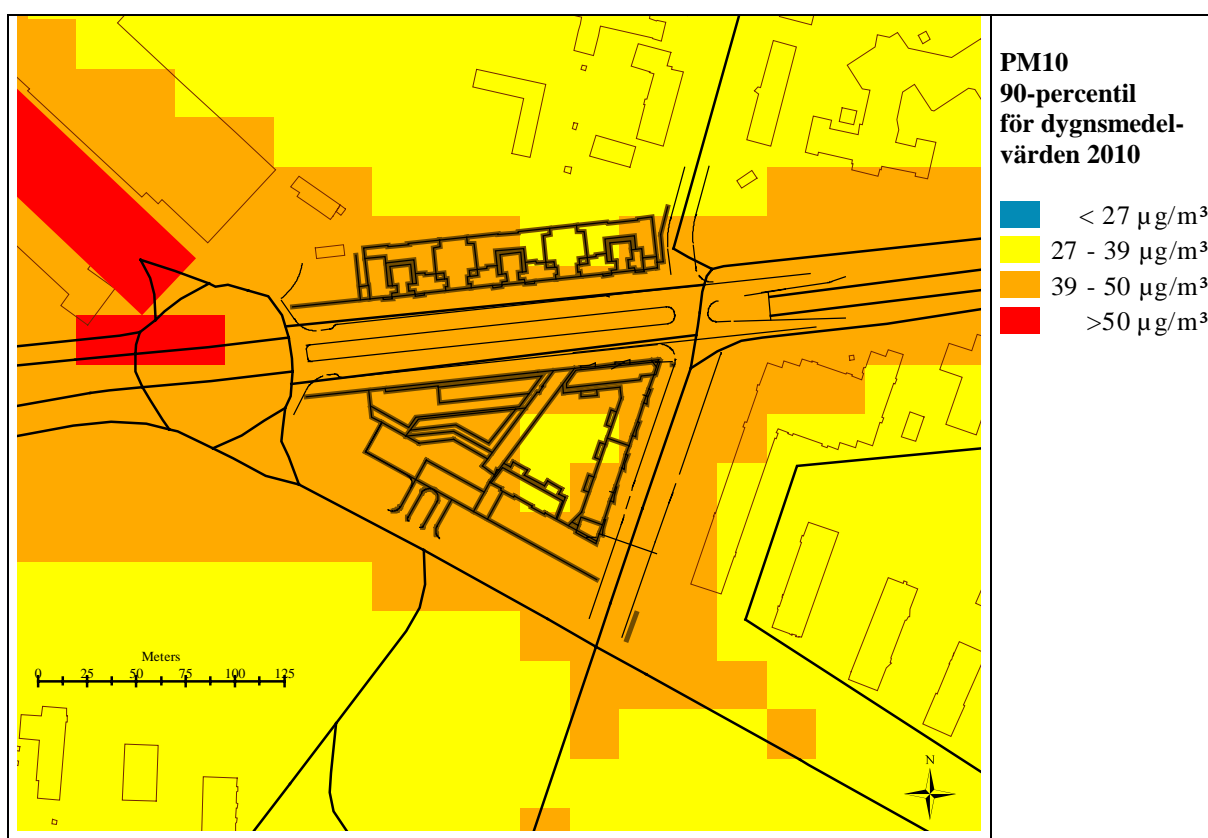 PM10
90-percentil
för dygnsmedel-
värden 2010
< 27 µg/m³
27 - 39 µg/m³
39 - 50 µg/m³
>50 µg/m³
Meters
0 25 50 75 100 125
N